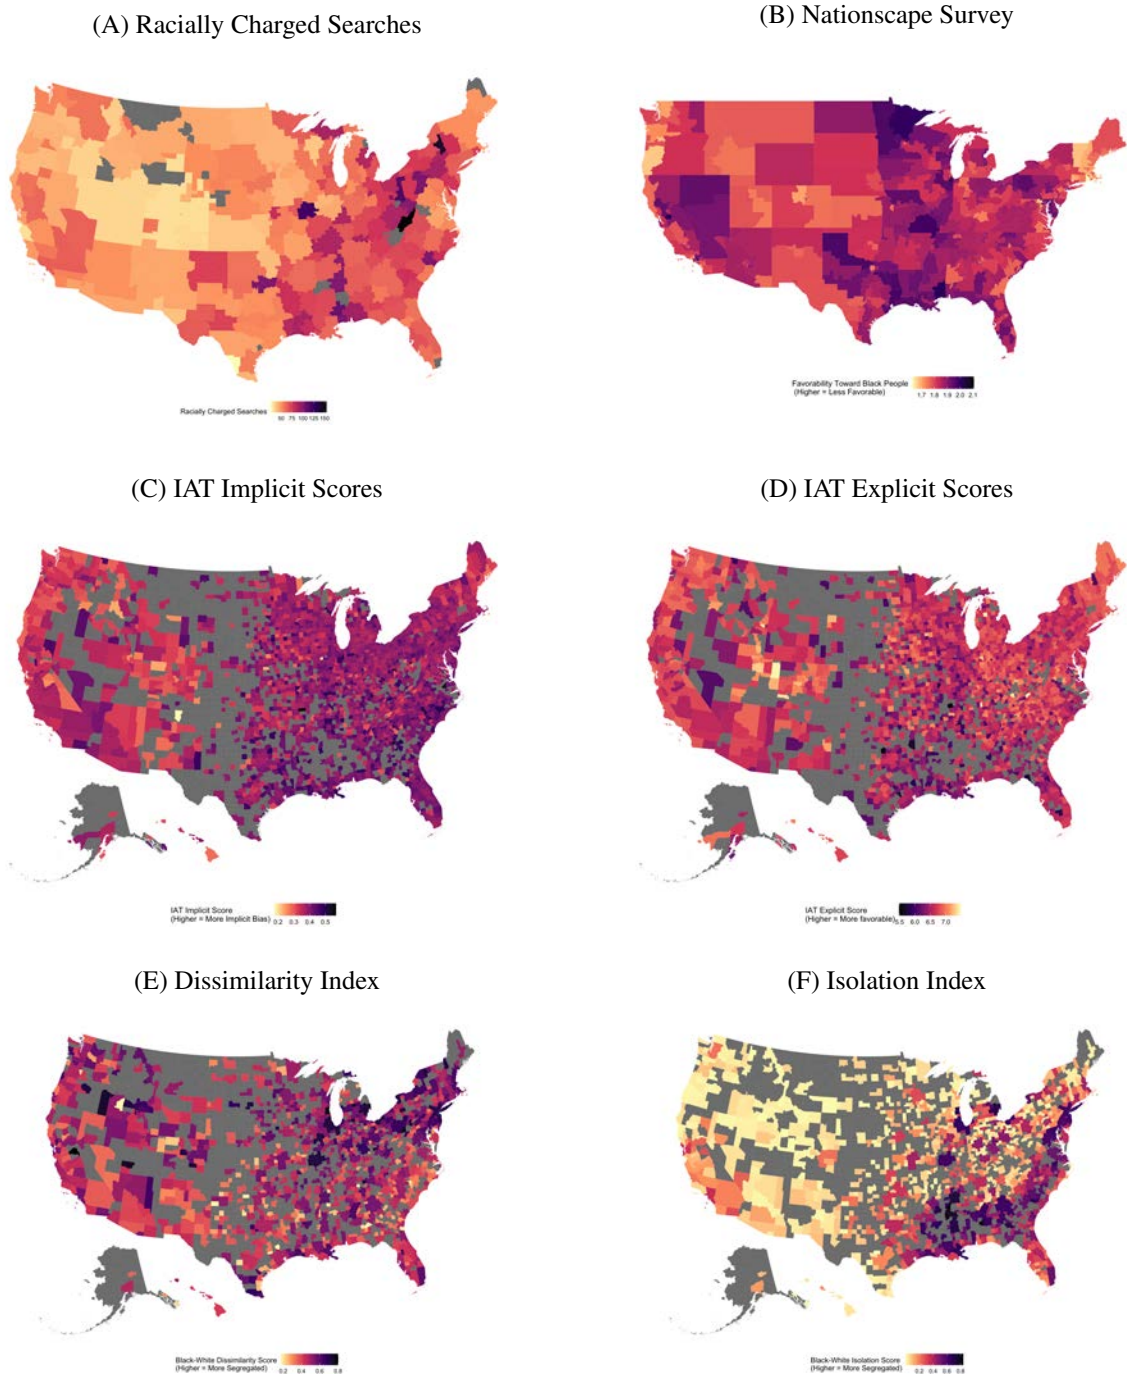 (A) Racially Charged Searches
(B) Nationscape Survey
Racially Charged Searches
50 75 100 125 150
Favorability Toward Black People
(Higher = Less Favorable)
1.7 1.8 1.9 2.0 2.1
(C) IAT Implicit Scores
(D) IAT Explicit Scores
IAT Implicit Score
(Higher = More Implicit Bias)
0.2 0.3 0.4 0.5
IAT Explicit Score
(Higher = More favorable)
5.5 6.0 6.5 7.0
(E) Dissimilarity Index
(F) Isolation Index
Black-White Dissimilarity Score
(Higher = More Segregated)
0.2 0.4 0.6 0.8
Black-White Isolation Score
(Higher = More Segregated)
0.2 0.4 0.6 0.8